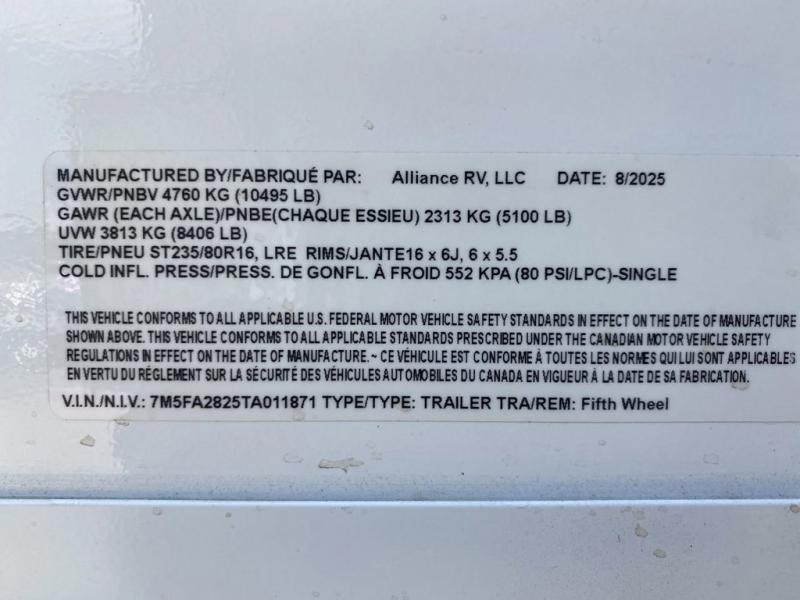 MANUFACTURED BY/FABRIQUÉ PAR: Alliance RV, LLC DATE: 8/2025
GVWR/PNBV 4760 KG (10495 LB)
GAWR (EACH AXLE)/PNBE(CHAQUE ESSIEU) 2313 KG (5100 LB)
UVW 3813 KG (8406 LB)
TIRE/PNEU ST235/80R16, LRE RIMS/JANTE16 x 6J, 6 x 5.5
COLD INFL. PRESS/PRESS. DE GONFL. À FROID 552 KPA (80 PSI/LPC)-SINGLE
THIS VEHICLE CONFORMS TO ALL APPLICABLE U.S. FEDERAL MOTOR VEHICLE SAFETY STANDARDS IN EFFECT ON THE DATE OF MANUFACTURE
SHOWN ABOVE. THIS VEHICLE CONFORMS TO ALL APPLICABLE STANDARDS PRESCRIBED UNDER THE CANADIAN MOTOR VEHICLE SAFETY
REGULATIONS IN EFFECT ON THE DATE OF MANUFACTURE. ~ CE VÉHICULE EST CONFORME À TOUTES LES NORMES QUI LUI SONT APPLICABLES
EN VERTU DU RÉGLEMENT SUR LA SÉCURITÉ DES VÉHICULES AUTOMOBILES DU CANADA EN VIGUEUR À LA DATE DE SA FABRICATION.
V.I.N./N.I.V.: 7M5FA2825TA011871 TYPE/TYPE: TRAILER TRA/REM: Fifth Wheel